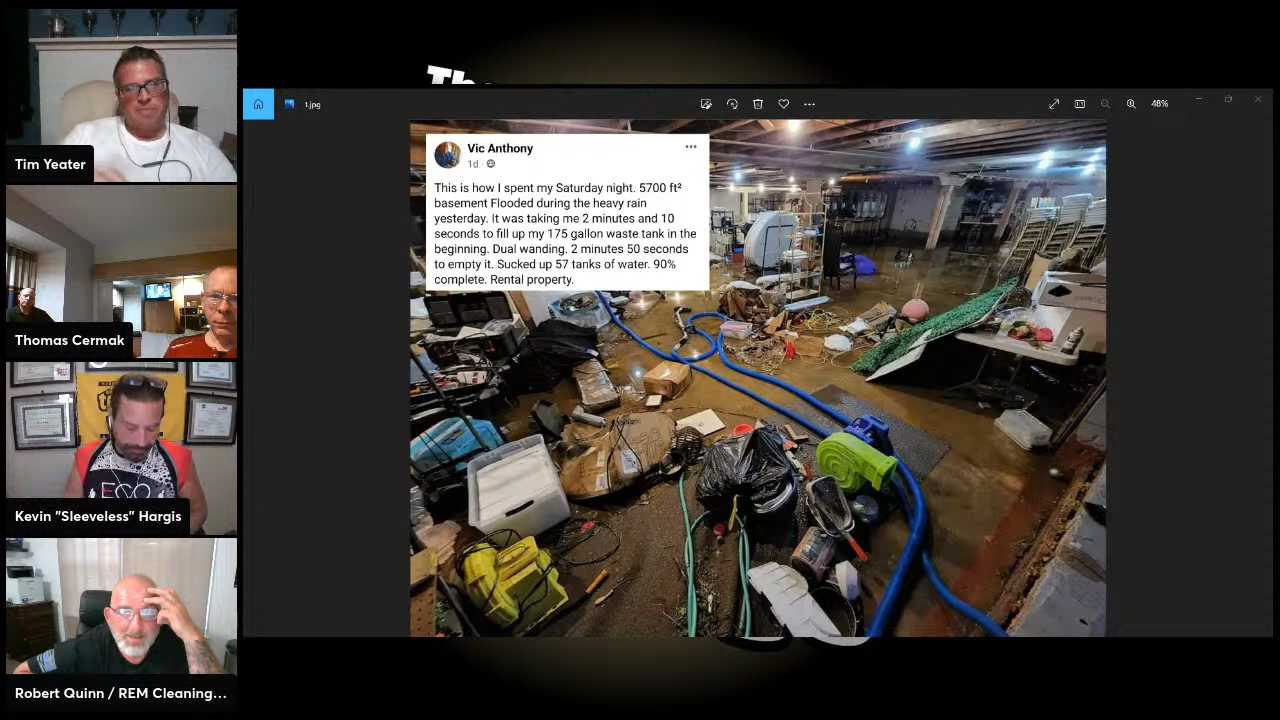 Tim Yeater
Thomas Cermak
Kevin "Sleeveless" Hargis
ECO
Robert Quinn / REM Cleaning...
The
1.jpg
48%
Vic Anthony
1d
This is how I spent my Saturday night. 5700 ft²
basement Flooded during the heavy rain
yesterday. It was taking me 2 minutes and 10
seconds to fill up my 175 gallon waste tank in the
beginning. Dual wanding. 2 minutes 50 seconds
to empty it. Sucked up 57 tanks of water. 90%
complete. Rental property.